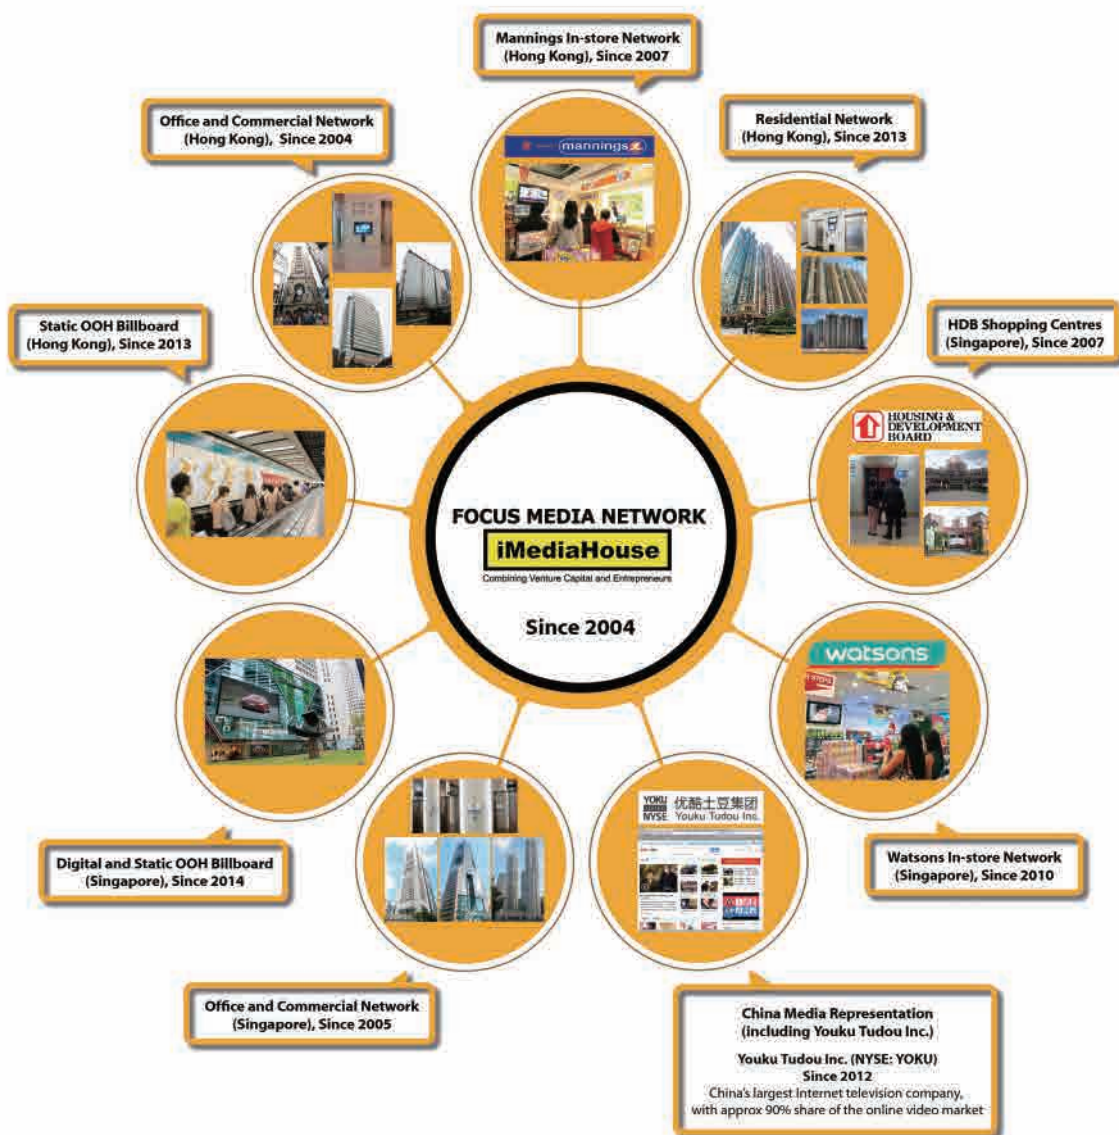 Mannings In-store Network
(Hong Kong), Since 2007
Office and Commercial Network
(Hong Kong), Since 2004
Residential Network
(Hong Kong), Since 2013
mannings
Static OOH Billboard
(Hong Kong), Since 2013
HDB Shopping Centres
(Singapore), Since 2007
HOUSING &
DEVELOPMENT
BOARD
FOCUS MEDIA NETWORK
iMediaHouse
Combining Venture Capital and Entrepreneurs
Since 2004
watsons
YOKU
NYSE
优酷土豆集团
Youku Tudou Inc.
Digital and Static OOH Billboard
(Singapore), Since 2014
Watsons In-store Network
(Singapore), Since 2010
Office and Commercial Network
(Singapore), Since 2005
China Media Representation
(including Youku Tudou Inc.)
Youku Tudou Inc. (NYSE: YOKU)
Since 2012
China's largest Internet television company,
with approx 90% share of the online video market